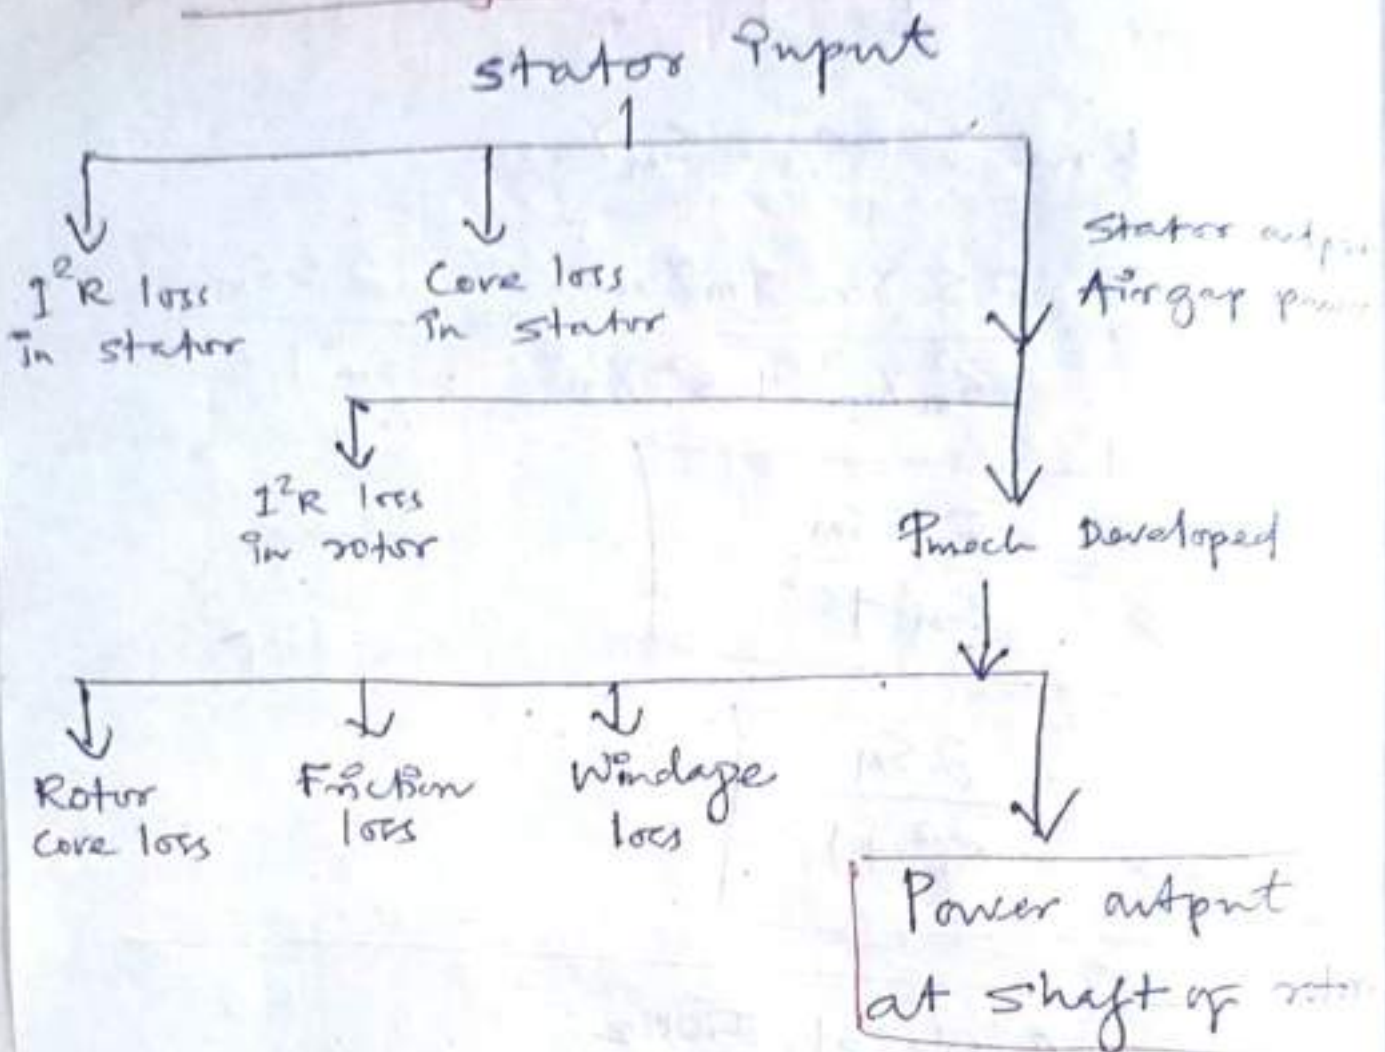 stator input
I²R loss
in stator
Core loss
in stator
Stator
Airgap
I²R loss
in rotor
Pmech Developed
Rotor
core loss
Friction
loss
Windage
loss
Power output
at shaft of rotor